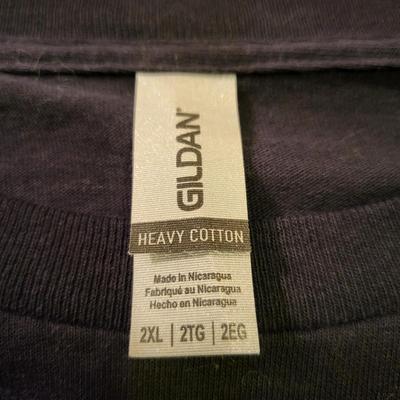 GILDAN®
HEAVY COTTON
Made in Nicaragua
Fabriqué au Nicaragua
Hecho en Nicaragua
2XL | 2TG | 2EG